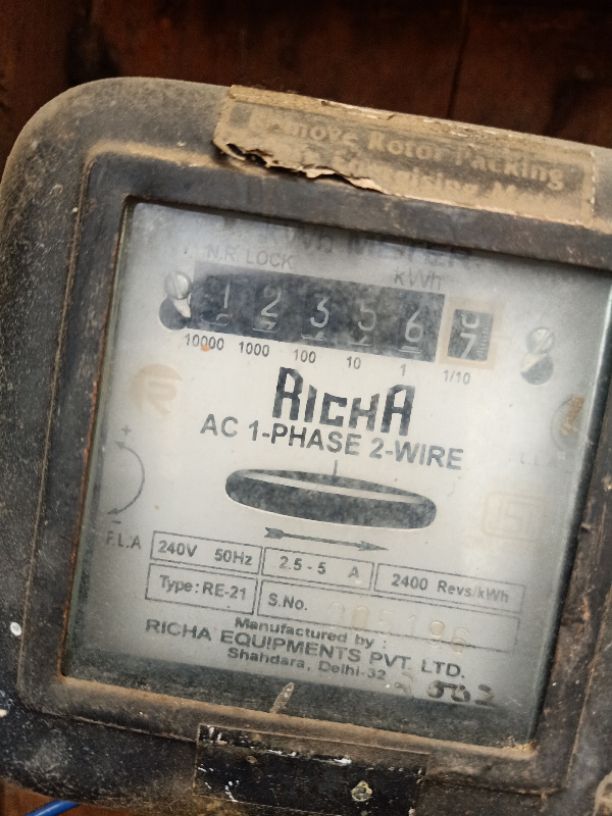 Remove Rotor Packing
kWh METER
N.R. LOCK kWh
1 2 3 5 6 7
10000 1000 100 10 1 1/10
RICHA
AC 1-PHASE 2-WIRE
+
-
F.L.A
240V 50Hz 2.5 - 5 A 2400 Revs/kWh
Type: RE-21 S.No.
Manufactured by :
RICHA EQUIPMENTS PVT. LTD.
Shahdara, Delhi-32